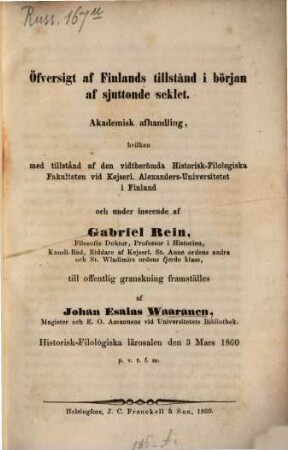 Russ. 167 u
Öfversigt af Finlands tillstånd i början
af sjuttonde seklet.
Akademisk afhandling,
hvilken
med tillstånd af den vidtberömda Historisk-Filologiska
Fakulteten vid Kejserl. Alexanders-Universitetet
i Finland
och under inseende af
Gabriel Rein,
Filosofie Doktor, Professor i Historien,
Kansli-Råd, Riddare af Kejserl. St. Annæ ordens andra
och St. Wladimirs ordens fjerde klass,
till offentlig granskning framställes
af
Johan Esaias Waaranen,
Magister och E. O. Amanuens vid Universitetets Bibliothek.
Historisk-Filologiska lärosalen den 3 Mars 1860
p. v. t. f. m.
Helsingfors, J. C. Frenckell & Son, 1860.